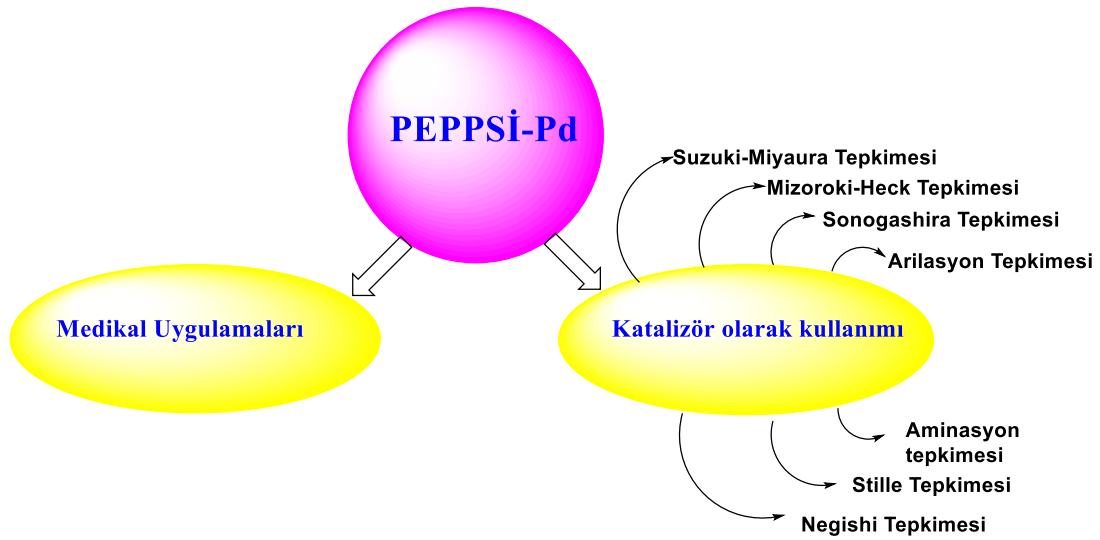 PEPPSİ-Pd
Suzuki-Miyaura Tepkimesi
Mizoroki-Heck Tepkimesi
Sonogashira Tepkimesi
Arilasyon Tepkimesi
Medikal Uygulamaları
Katalizör olarak kullanımı
Aminasyon
tepkimesi
Stille Tepkimesi
Negishi Tepkimesi